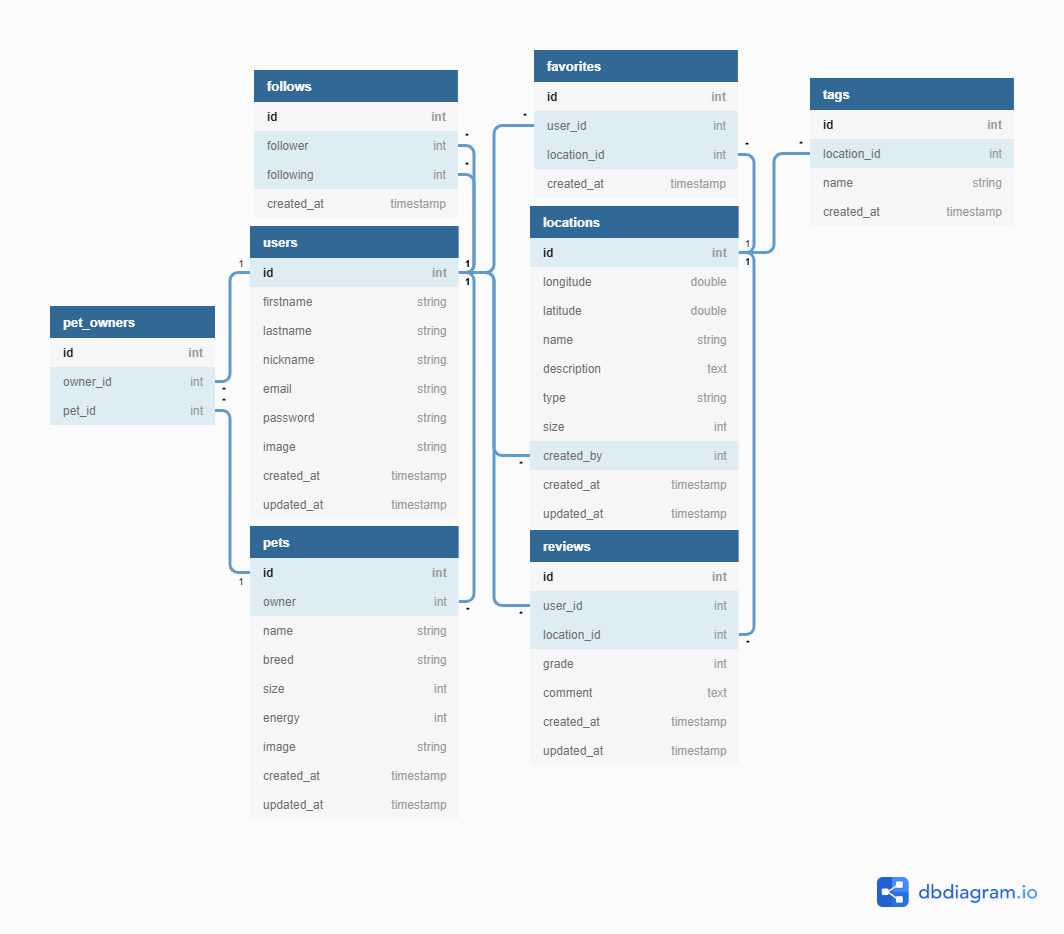 follows
id int
follower int
following int
created_at timestamp
users
id int
firstname string
lastname string
nickname string
email string
password string
image string
created_at timestamp
updated_at timestamp
pet_owners
id int
owner_id int
pet_id int
pets
id int
owner int
name string
breed string
size int
energy int
image string
created_at timestamp
updated_at timestamp
favorites
id int
user_id int
location_id int
created_at timestamp
locations
id int
longitude double
latitude double
name string
description text
type string
size int
created_by int
created_at timestamp
updated_at timestamp
reviews
id int
user_id int
location_id int
grade int
comment text
created_at timestamp
updated_at timestamp
tags
id int
location_id int
name string
created_at timestamp
1
*
*
1
*
*
1
1
*
*
*
*
*
1
1
*
*
dbdiagram.io